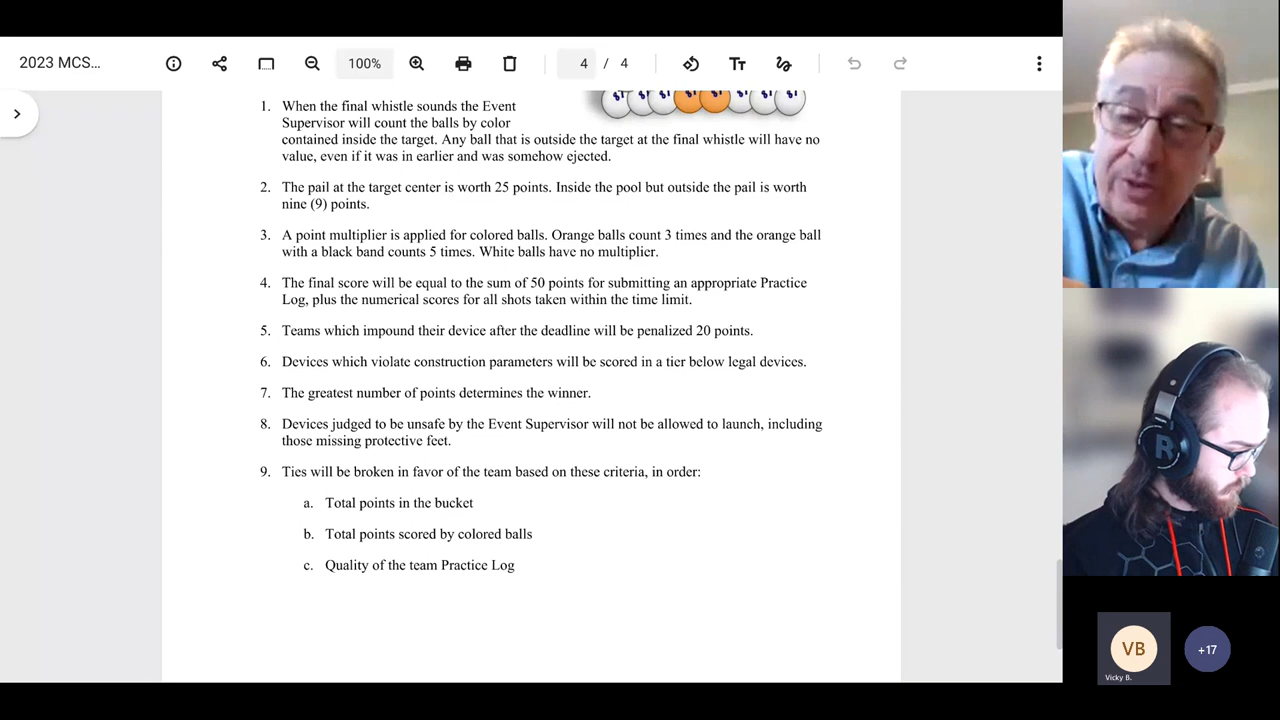 2023 MCS...
100%
4 / 4
1. When the final whistle sounds the Event
Supervisor will count the balls by color
contained inside the target. Any ball that is outside the target at the final whistle will have no
value, even if it was in earlier and was somehow ejected.
2. The pail at the target center is worth 25 points. Inside the pool but outside the pail is worth
nine (9) points.
3. A point multiplier is applied for colored balls. Orange balls count 3 times and the orange ball
with a black band counts 5 times. White balls have no multiplier.
4. The final score will be equal to the sum of 50 points for submitting an appropriate Practice
Log, plus the numerical scores for all shots taken within the time limit.
5. Teams which impound their device after the deadline will be penalized 20 points.
6. Devices which violate construction parameters will be scored in a tier below legal devices.
7. The greatest number of points determines the winner.
8. Devices judged to be unsafe by the Event Supervisor will not be allowed to launch, including
those missing protective feet.
9. Ties will be broken in favor of the team based on these criteria, in order:
a. Total points in the bucket
b. Total points scored by colored balls
c. Quality of the team Practice Log
R
VB
Vicky B.
+17